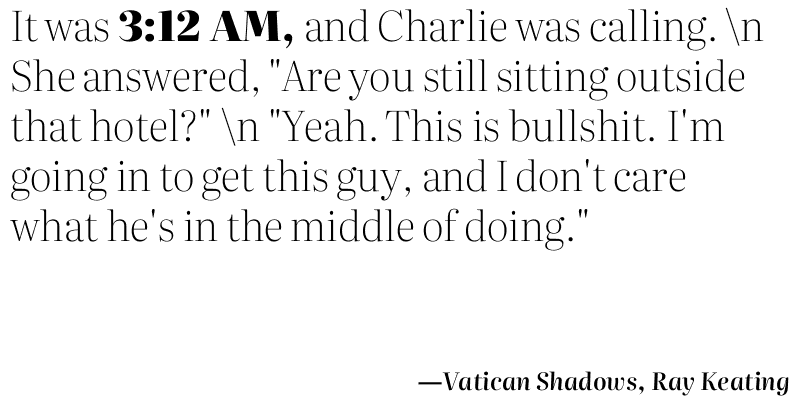 It was 3:12 AM, and Charlie was calling. \n
She answered, "Are you still sitting outside
that hotel?" \n "Yeah. This is bullshit. I'm
going in to get this guy, and I don't care
what he's in the middle of doing."
—Vatican Shadows, Ray Keating